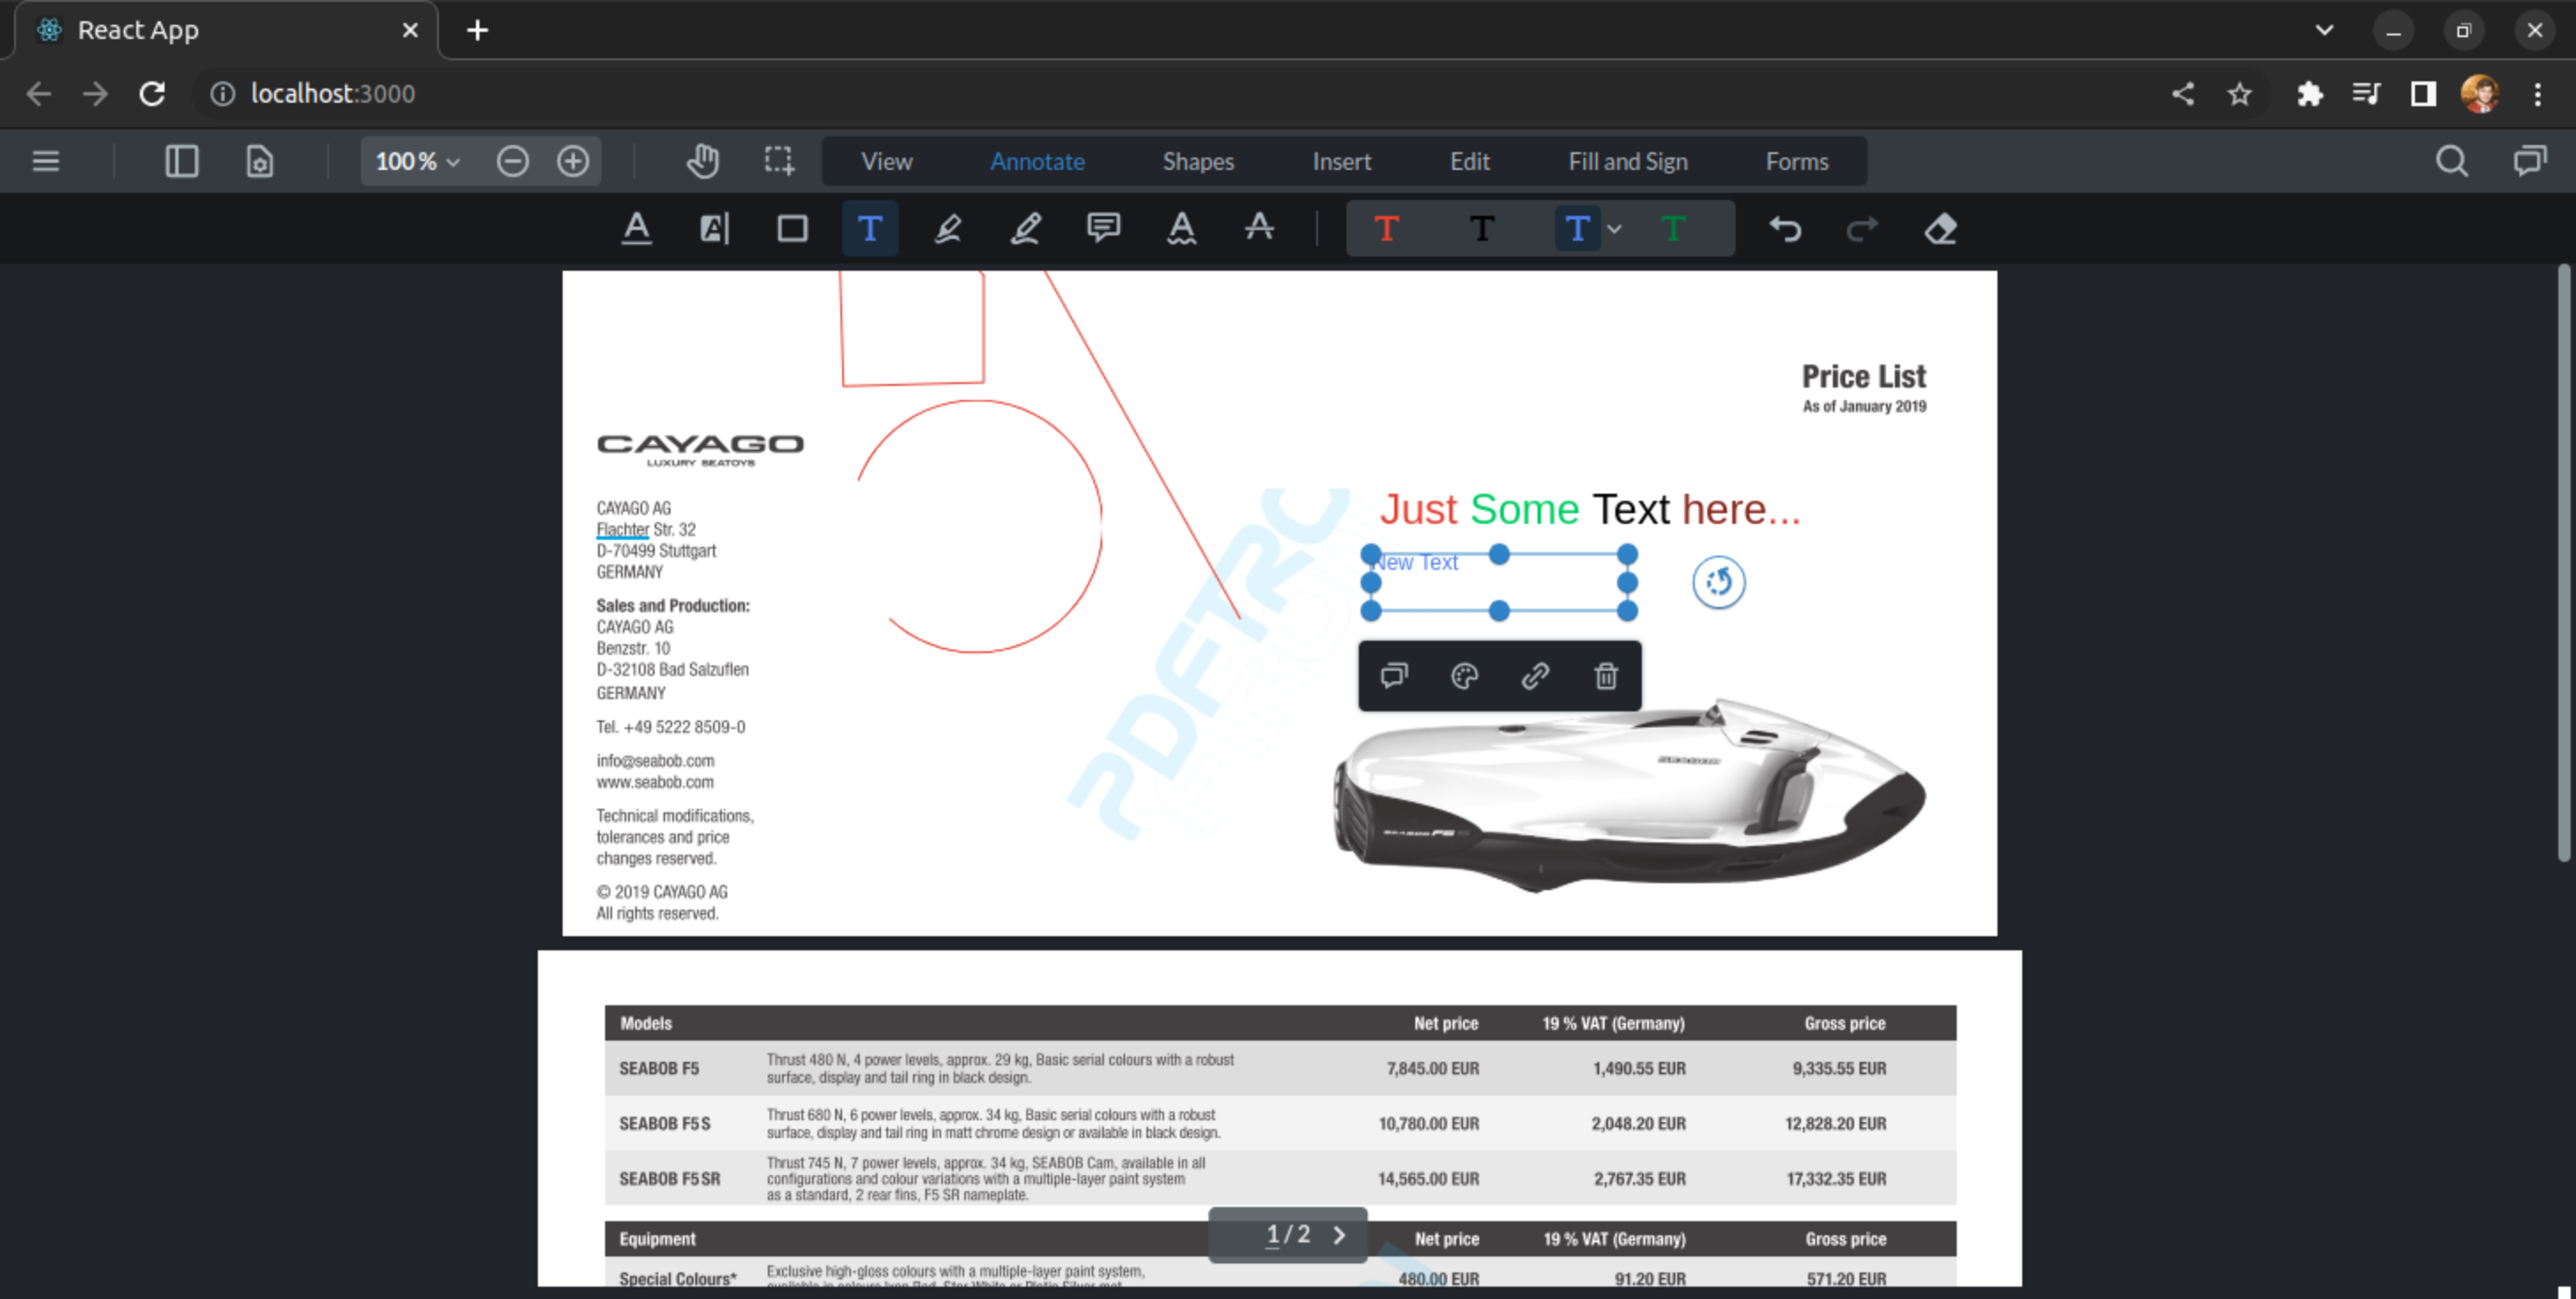 React App
localhost:3000
100%
View Annotate Shapes Insert Edit Fill and Sign Forms
Price List
As of January 2019
CAYAGO
LUXURY SEATOYS
CAYAGO AG
Flachter Str. 32
D-70499 Stuttgart
GERMANY
Sales and Production:
CAYAGO AG
Benzstr. 10
D-32108 Bad Salzuflen
GERMANY
Tel. +49 5222 8509-0
info@seabob.com
www.seabob.com
Technical modifications,
tolerances and price
changes reserved.
© 2019 CAYAGO AG
All rights reserved.
PDFTRO
Just Some Text here...
New Text
SEABOB
SEABOB F5
Models Net price 19 % VAT (Germany) Gross price
SEABOB F5 Thrust 480 N, 4 power levels, approx. 29 kg, Basic serial colours with a robust
surface, display and tail ring in black design. 7,845.00 EUR 1,490.55 EUR 9,335.55 EUR
SEABOB F5 S Thrust 680 N, 6 power levels, approx. 34 kg, Basic serial colours with a robust
surface, display and tail ring in matt chrome design or available in black design. 10,780.00 EUR 2,048.20 EUR 12,828.20 EUR
SEABOB F5 SR Thrust 745 N, 7 power levels, approx. 34 kg, SEABOB Cam, available in all
configurations and colour variations with a multiple-layer paint system
as a standard, 2 rear fins, F5 SR nameplate. 14,565.00 EUR 2,767.35 EUR 17,332.35 EUR
1 / 2
Equipment Net price 19 % VAT (Germany) Gross price
Special Colours* Exclusive high-gloss colours with a multiple-layer paint system, 480.00 EUR 91.20 EUR 571.20 EUR